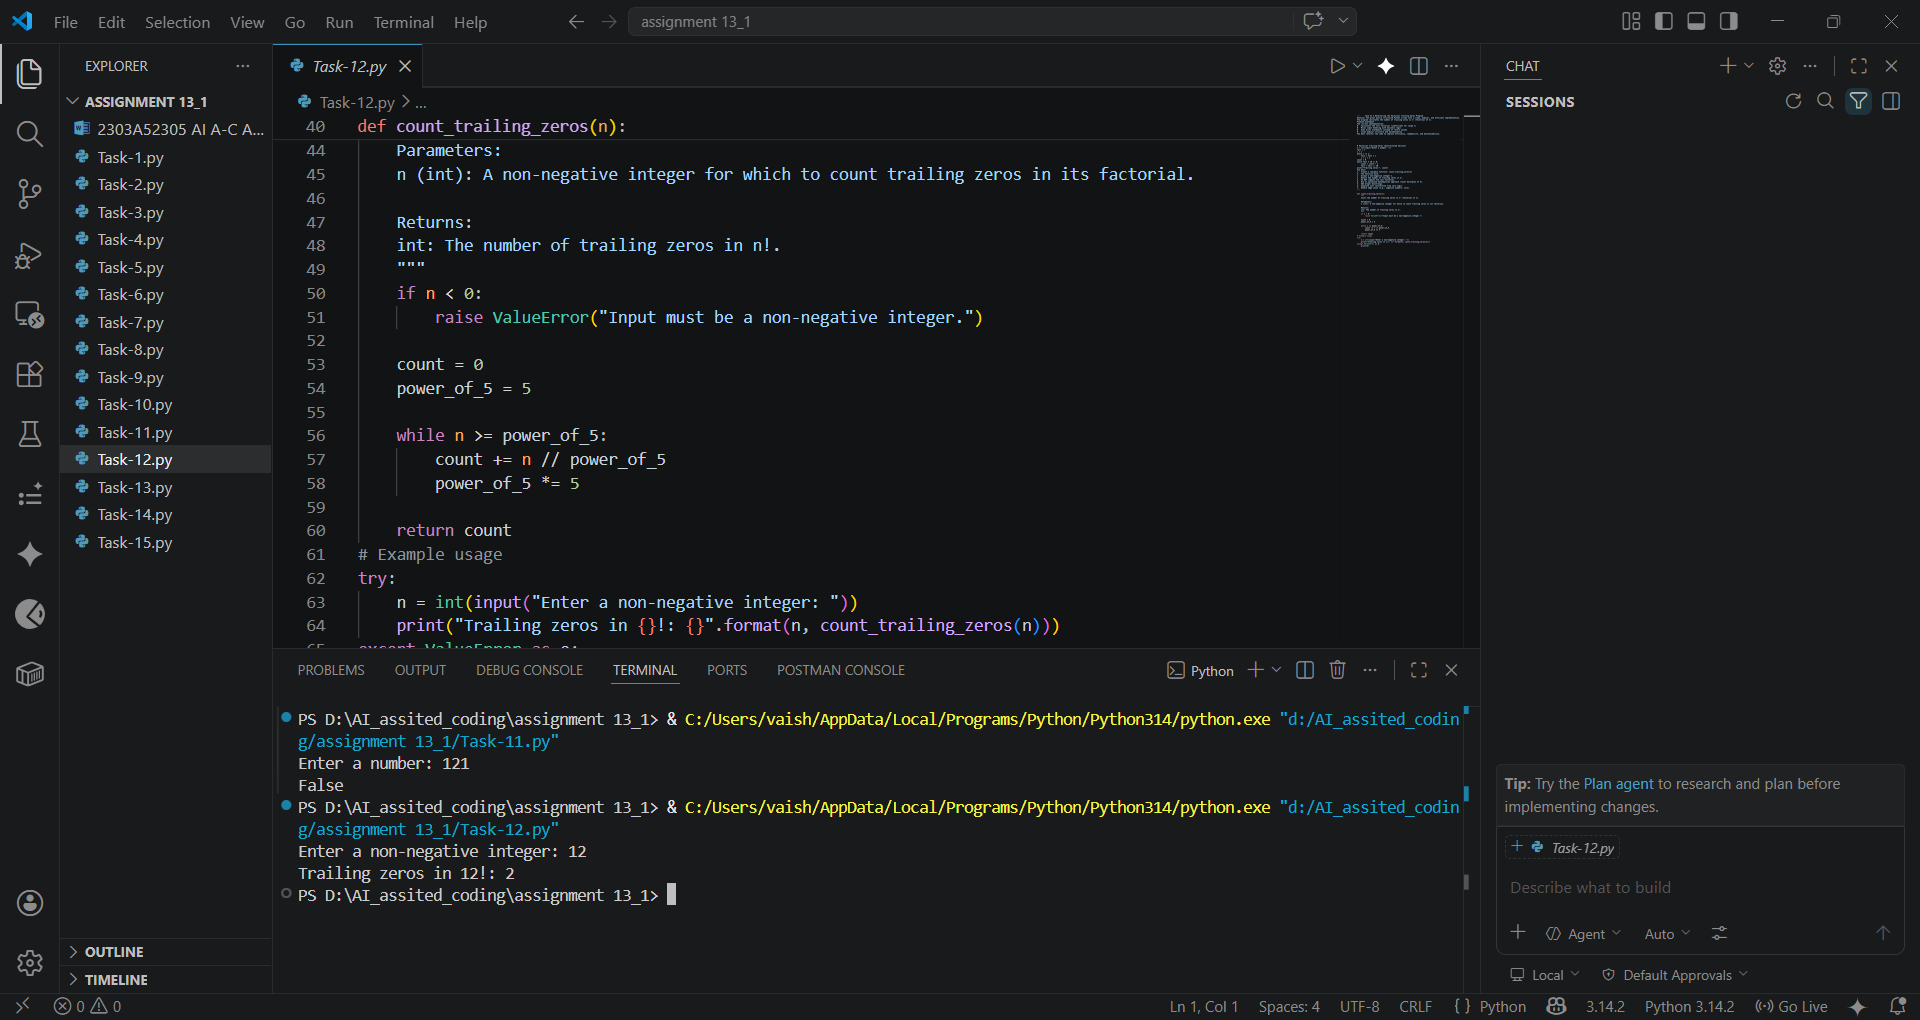 File Edit Selection View Go Run Terminal Help
assignment 13_1
EXPLORER
ASSIGNMENT 13_1
2303A52305 AI A-C A...
Task-1.py
Task-2.py
Task-3.py
Task-4.py
Task-5.py
Task-6.py
Task-7.py
Task-8.py
Task-9.py
Task-10.py
Task-11.py
Task-12.py
Task-13.py
Task-14.py
Task-15.py
OUTLINE
TIMELINE
Task-12.py
Task-12.py > ...
40 def count_trailing_zeros(n):
44 Parameters:
45 n (int): A non-negative integer for which to count trailing zeros in its factorial.
46
47 Returns:
48 int: The number of trailing zeros in n!.
49 """
50 if n < 0:
51 raise ValueError("Input must be a non-negative integer.")
52
53 count = 0
54 power_of_5 = 5
55
56 while n >= power_of_5:
57 count += n // power_of_5
58 power_of_5 *= 5
59
60 return count
61 # Example usage
62 try:
63 n = int(input("Enter a non-negative integer: "))
64 print("Trailing zeros in {}!: {}".format(n, count_trailing_zeros(n)))
65 except ValueError as e:
PROBLEMS OUTPUT DEBUG CONSOLE TERMINAL PORTS POSTMAN CONSOLE
Python
PS D:\AI_assited_coding\assignment 13_1> & C:/Users/vaish/AppData/Local/Programs/Python/Python314/python.exe "d:/AI_assited_codin
g/assignment 13_1/Task-11.py"
Enter a number: 121
False
PS D:\AI_assited_coding\assignment 13_1> & C:/Users/vaish/AppData/Local/Programs/Python/Python314/python.exe "d:/AI_assited_codin
g/assignment 13_1/Task-12.py"
Enter a non-negative integer: 12
Trailing zeros in 12!: 2
PS D:\AI_assited_coding\assignment 13_1>
CHAT
SESSIONS
Tip: Try the Plan agent to research and plan before
implementing changes.
Task-12.py
Describe what to build
Agent Auto
Local Default Approvals
0 0
Ln 1, Col 1 Spaces: 4 UTF-8 CRLF { } Python 3.14.2 Python 3.14.2 Go Live